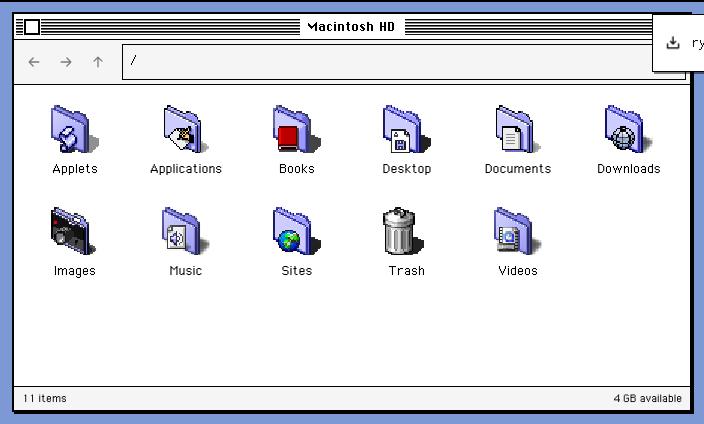 Macintosh HD
/
ry
Applets
Applications
Books
Desktop
Documents
Downloads
Images
Music
Sites
Trash
Videos
11 items
4 GB available